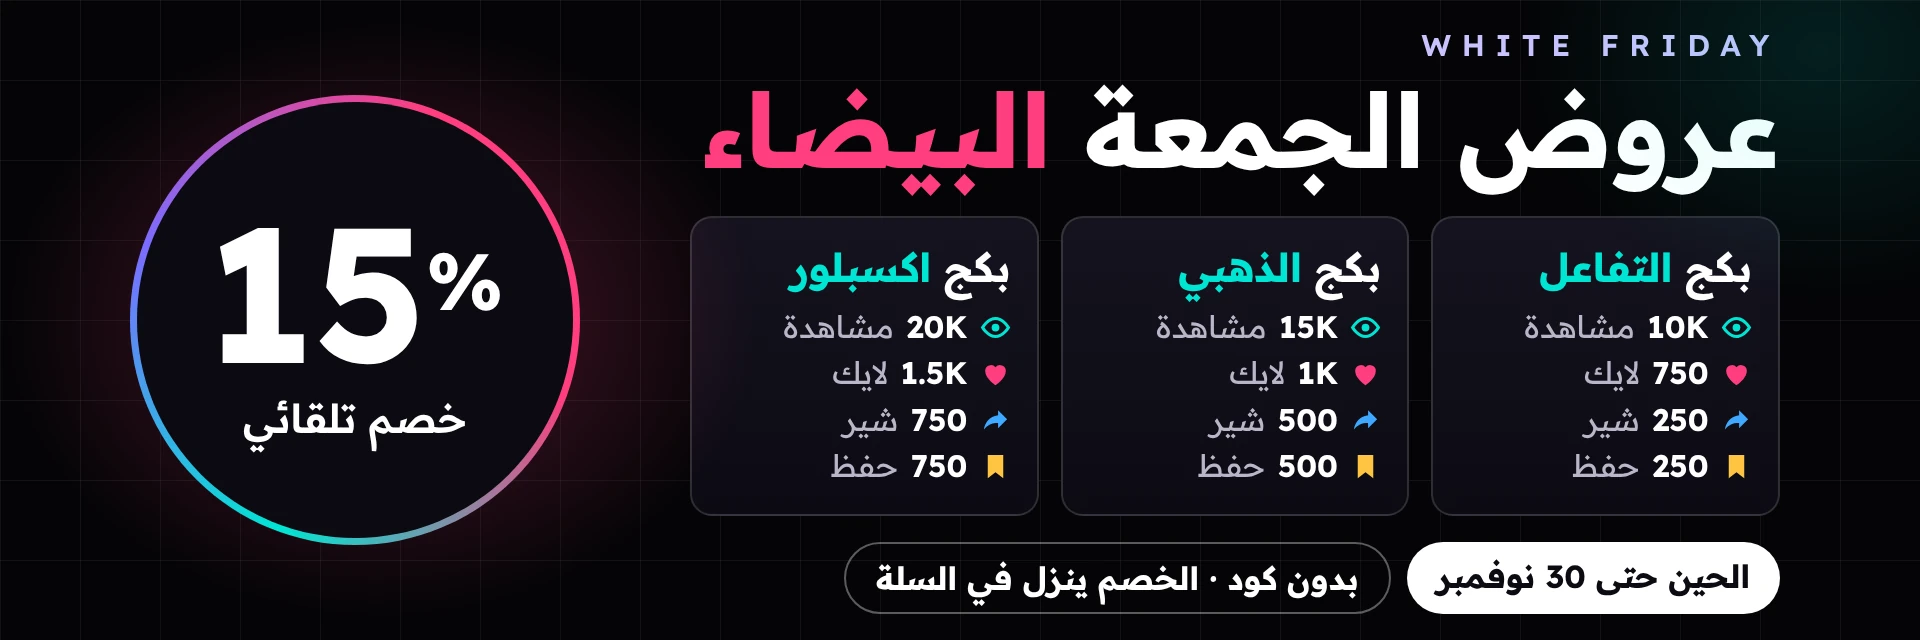 WHITE FRIDAY
عروض الجمعة البيضاء
بكج التفاعل
10K مشاهدة
750 لايك
250 شير
250 حفظ
بكج الذهبي
15K مشاهدة
1K لايك
500 شير
500 حفظ
بكج اكسبلور
20K مشاهدة
1.5K لايك
750 شير
750 حفظ
الحين حتى 30 نوفمبر
بدون كود · الخصم ينزل في السلة
15%
خصم تلقائي